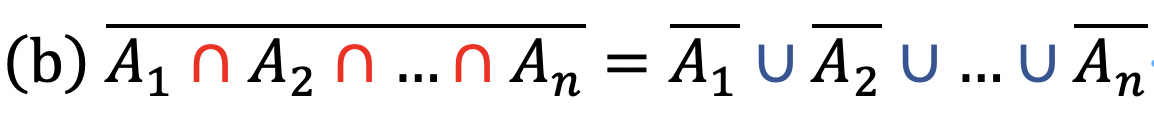 (b) $\overline{A_1 \cap A_2 \cap \ldots \cap A_n} = \overline{A_1} \cup \overline{A_2} \cup \ldots \cup \overline{A_n}$